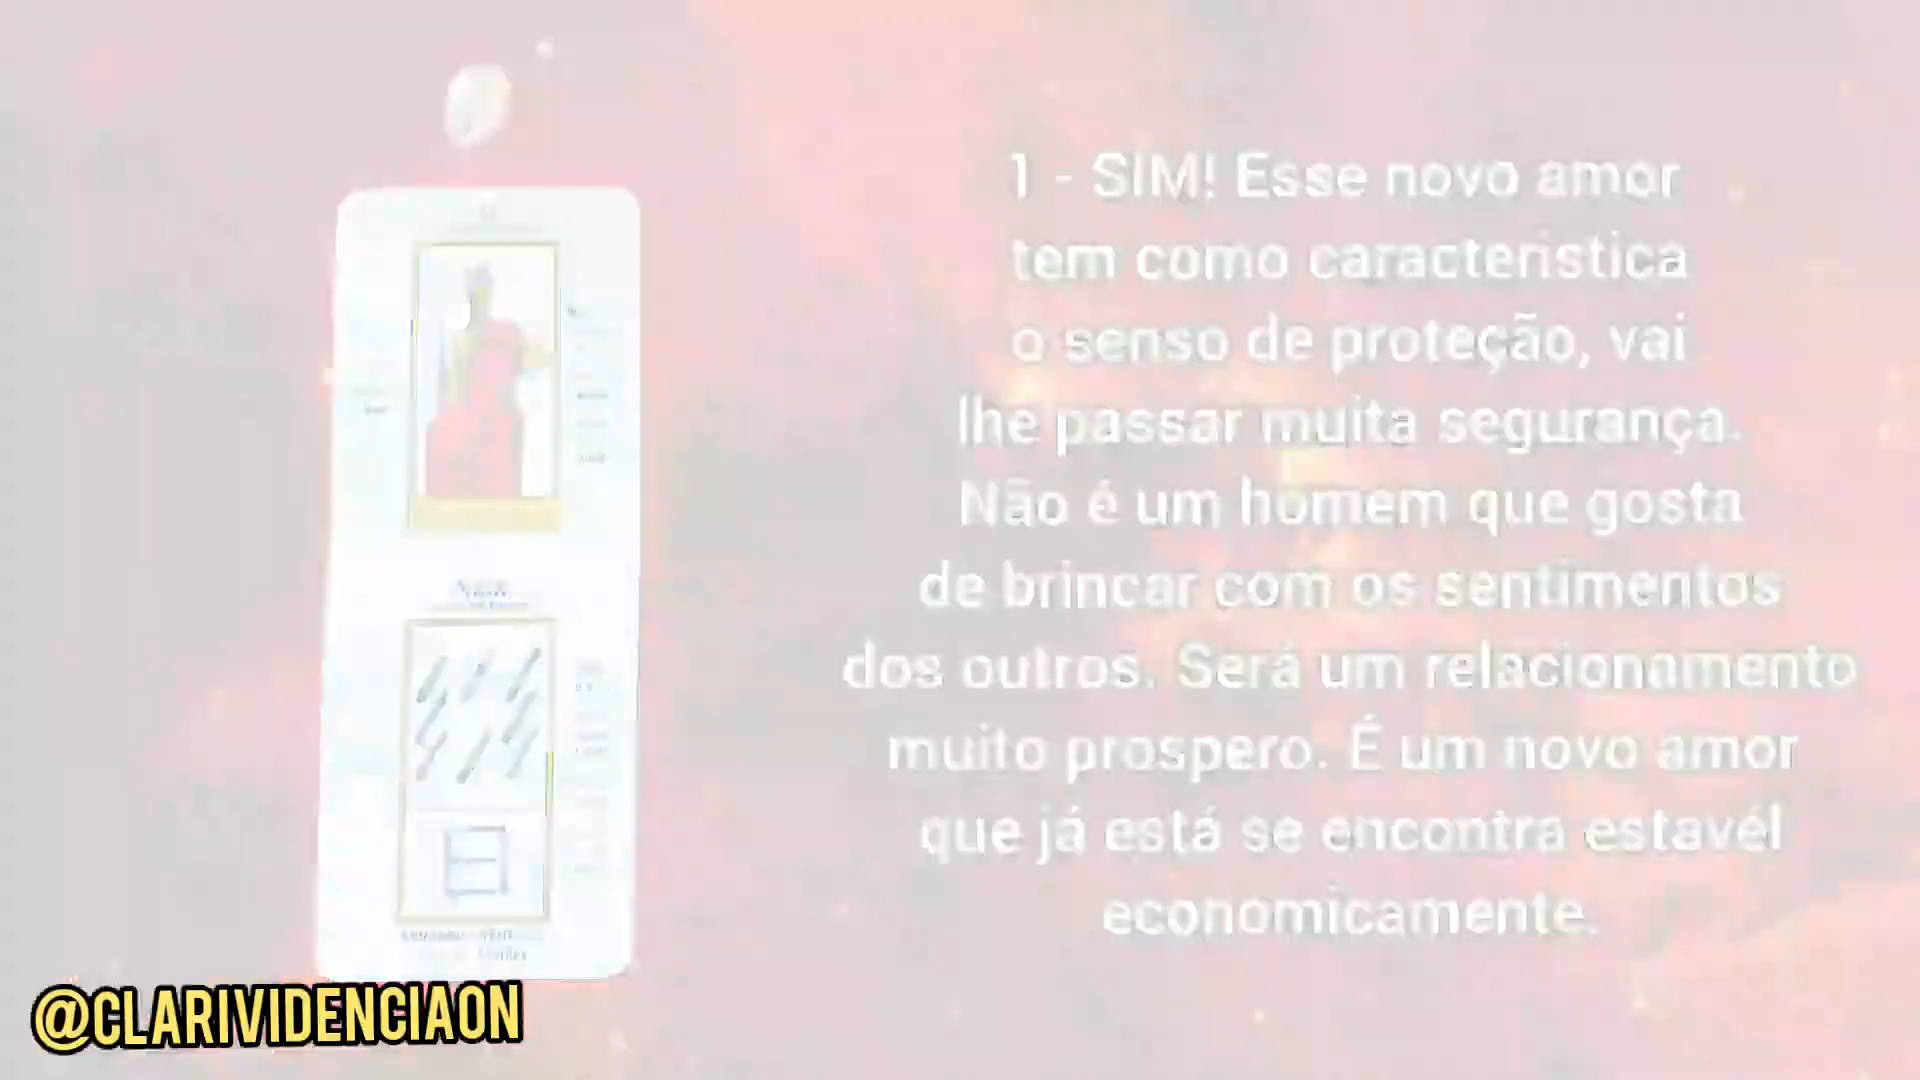 1 - SIM! Esse novo amor
tem como caracteristica
o senso de proteção, vai
lhe passar muita segurança.
Não é um homem que gosta
de brincar com os sentimentos
dos outros. Será um relacionamento
muito prospero. É um novo amor
que já está se encontra estavél
economicamente.
@CLARIVIDENCIAON